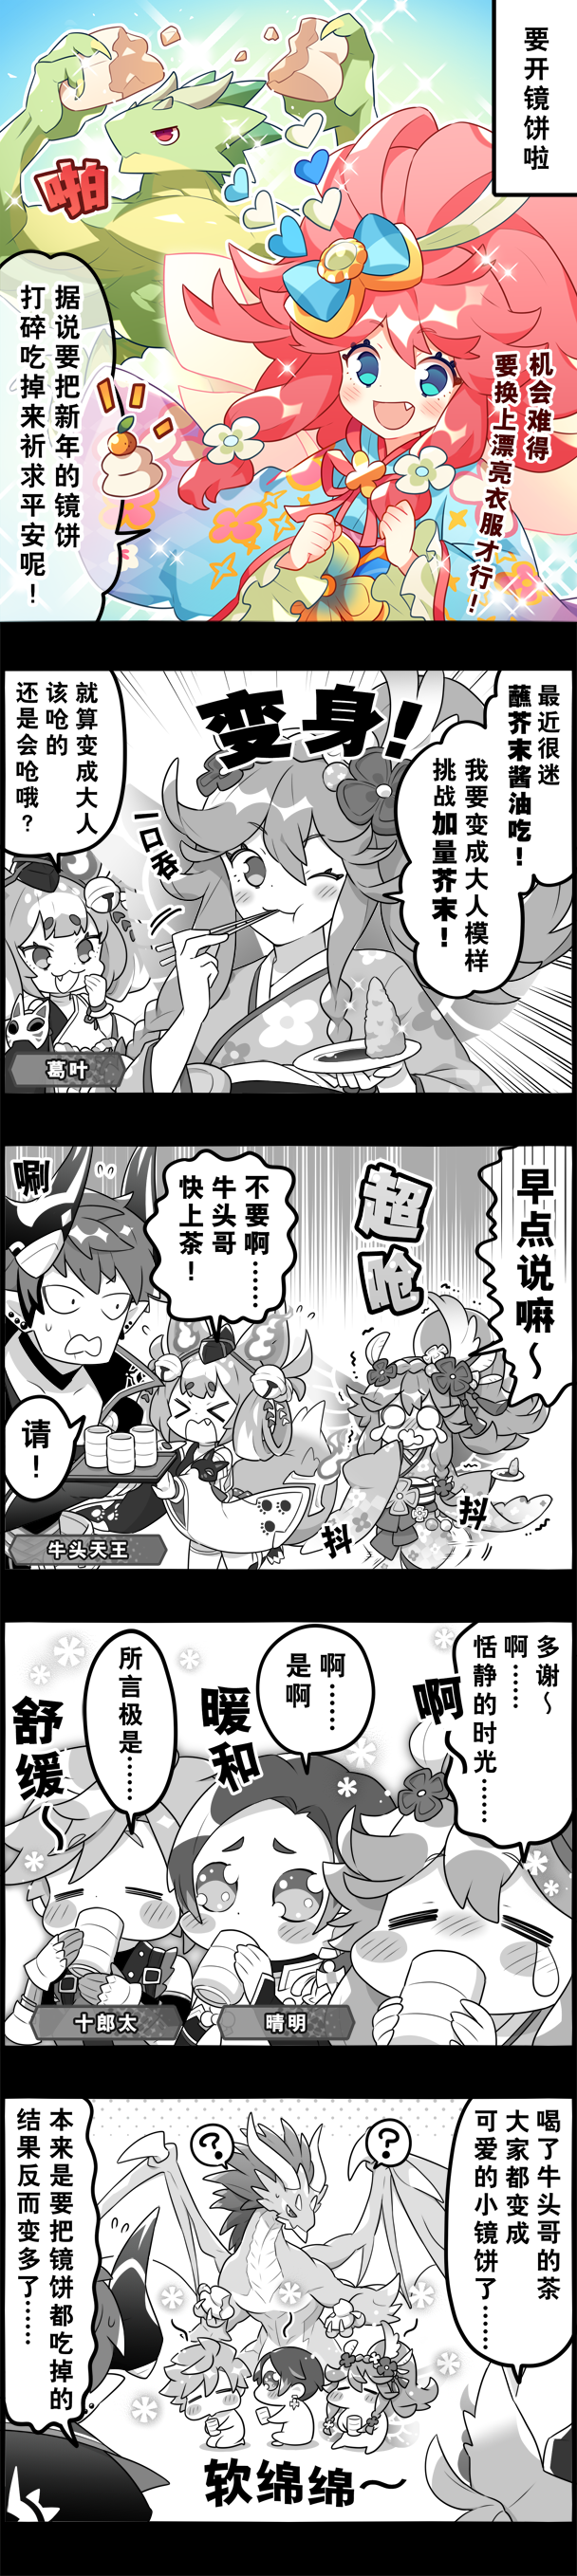 要开镜饼啦
啪
机会难得
要换上漂亮衣服才行！
据说要把新年的镜饼
打碎吃掉来祈求平安呢！
最近很迷
蘸芥末酱油吃！
我要变成大人模样
挑战加量芥末！
变身！
一口吞
就算变成大人
该呛的
还是会呛哦？
葛叶
早点说嘛～
超呛
抖
抖
不要啊……
牛头哥
快上茶！
唰
请！
牛头天王
多谢～
啊……
恬静的时光……
啊～
啊……
是啊
暖和
所言极是……
舒缓～
晴明
十郎太
喝了牛头哥的茶
大家都变成
可爱的小镜饼了……
？
？
软绵绵～
本来是要把镜饼都吃掉的
结果反而变多了……